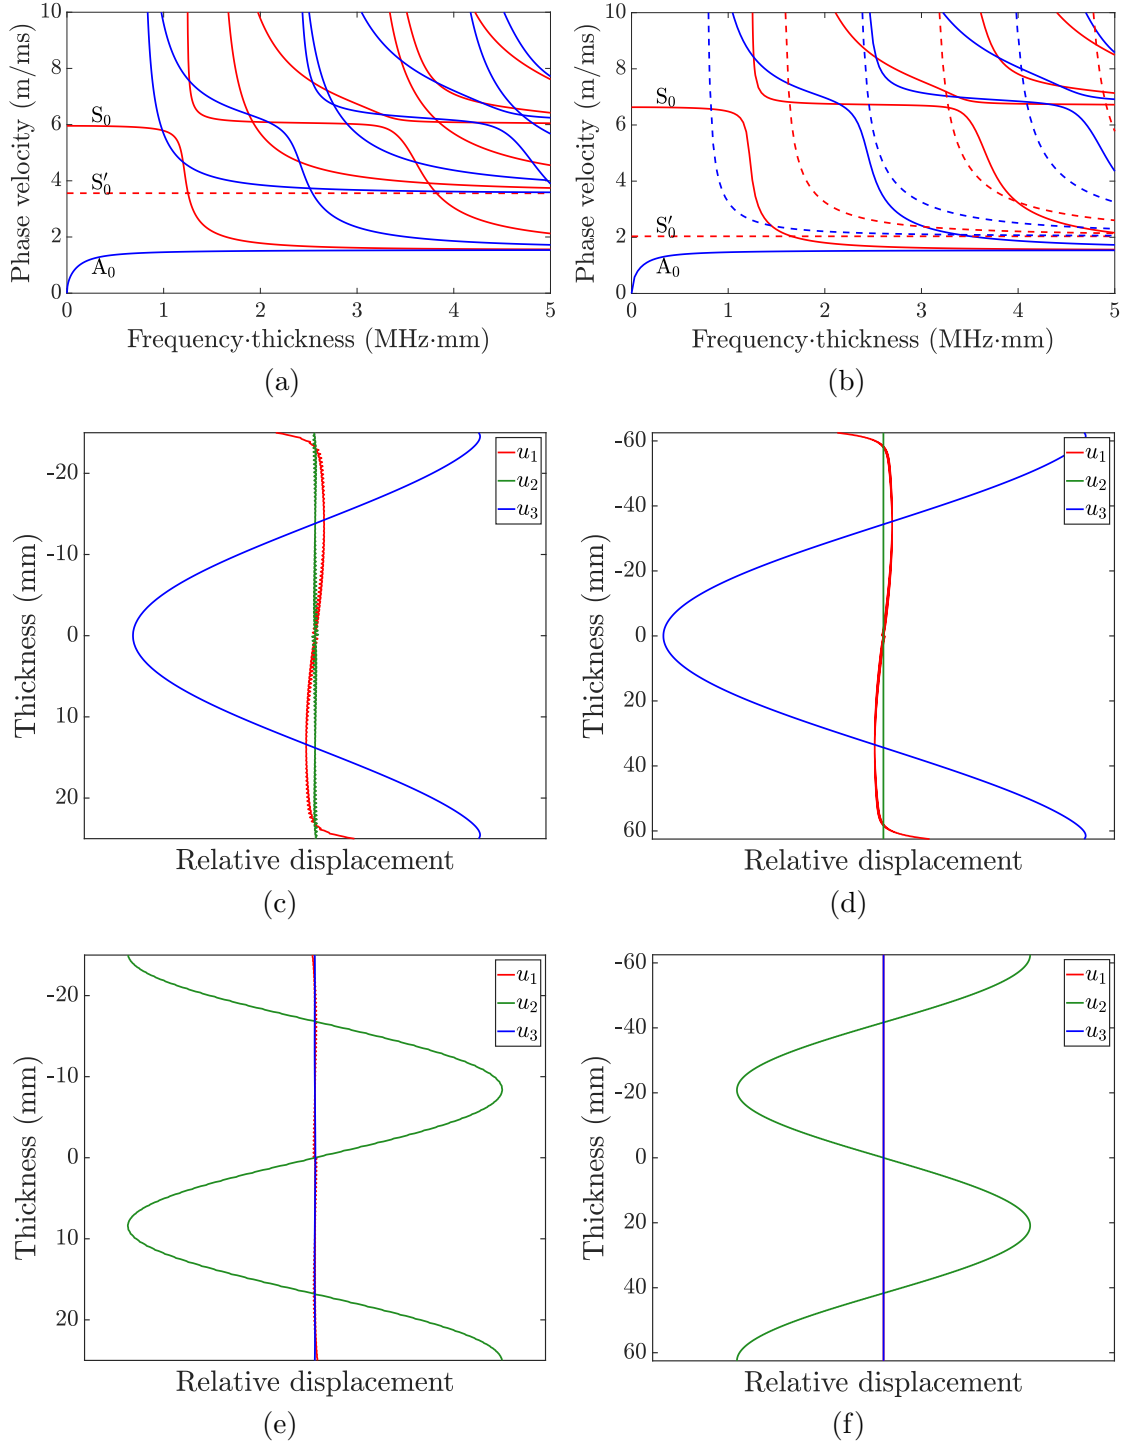 10
8
6
4
2
0
0
1
2
3
4
5
Phase velocity (m/ms)
S0
S′0
A0
Frequency·thickness (MHz·mm)
(a)
10
8
6
4
2
0
0
1
2
3
4
5
Phase velocity (m/ms)
S0
S′0
A0
Frequency·thickness (MHz·mm)
(b)
-20
-10
0
10
20
Thickness (mm)
u1
u2
u3
Relative displacement
(c)
-60
-40
-20
0
20
40
60
Thickness (mm)
u1
u2
u3
Relative displacement
(d)
-20
-10
0
10
20
Thickness (mm)
u1
u2
u3
Relative displacement
(e)
-60
-40
-20
0
20
40
60
Thickness (mm)
u1
u2
u3
Relative displacement
(f)